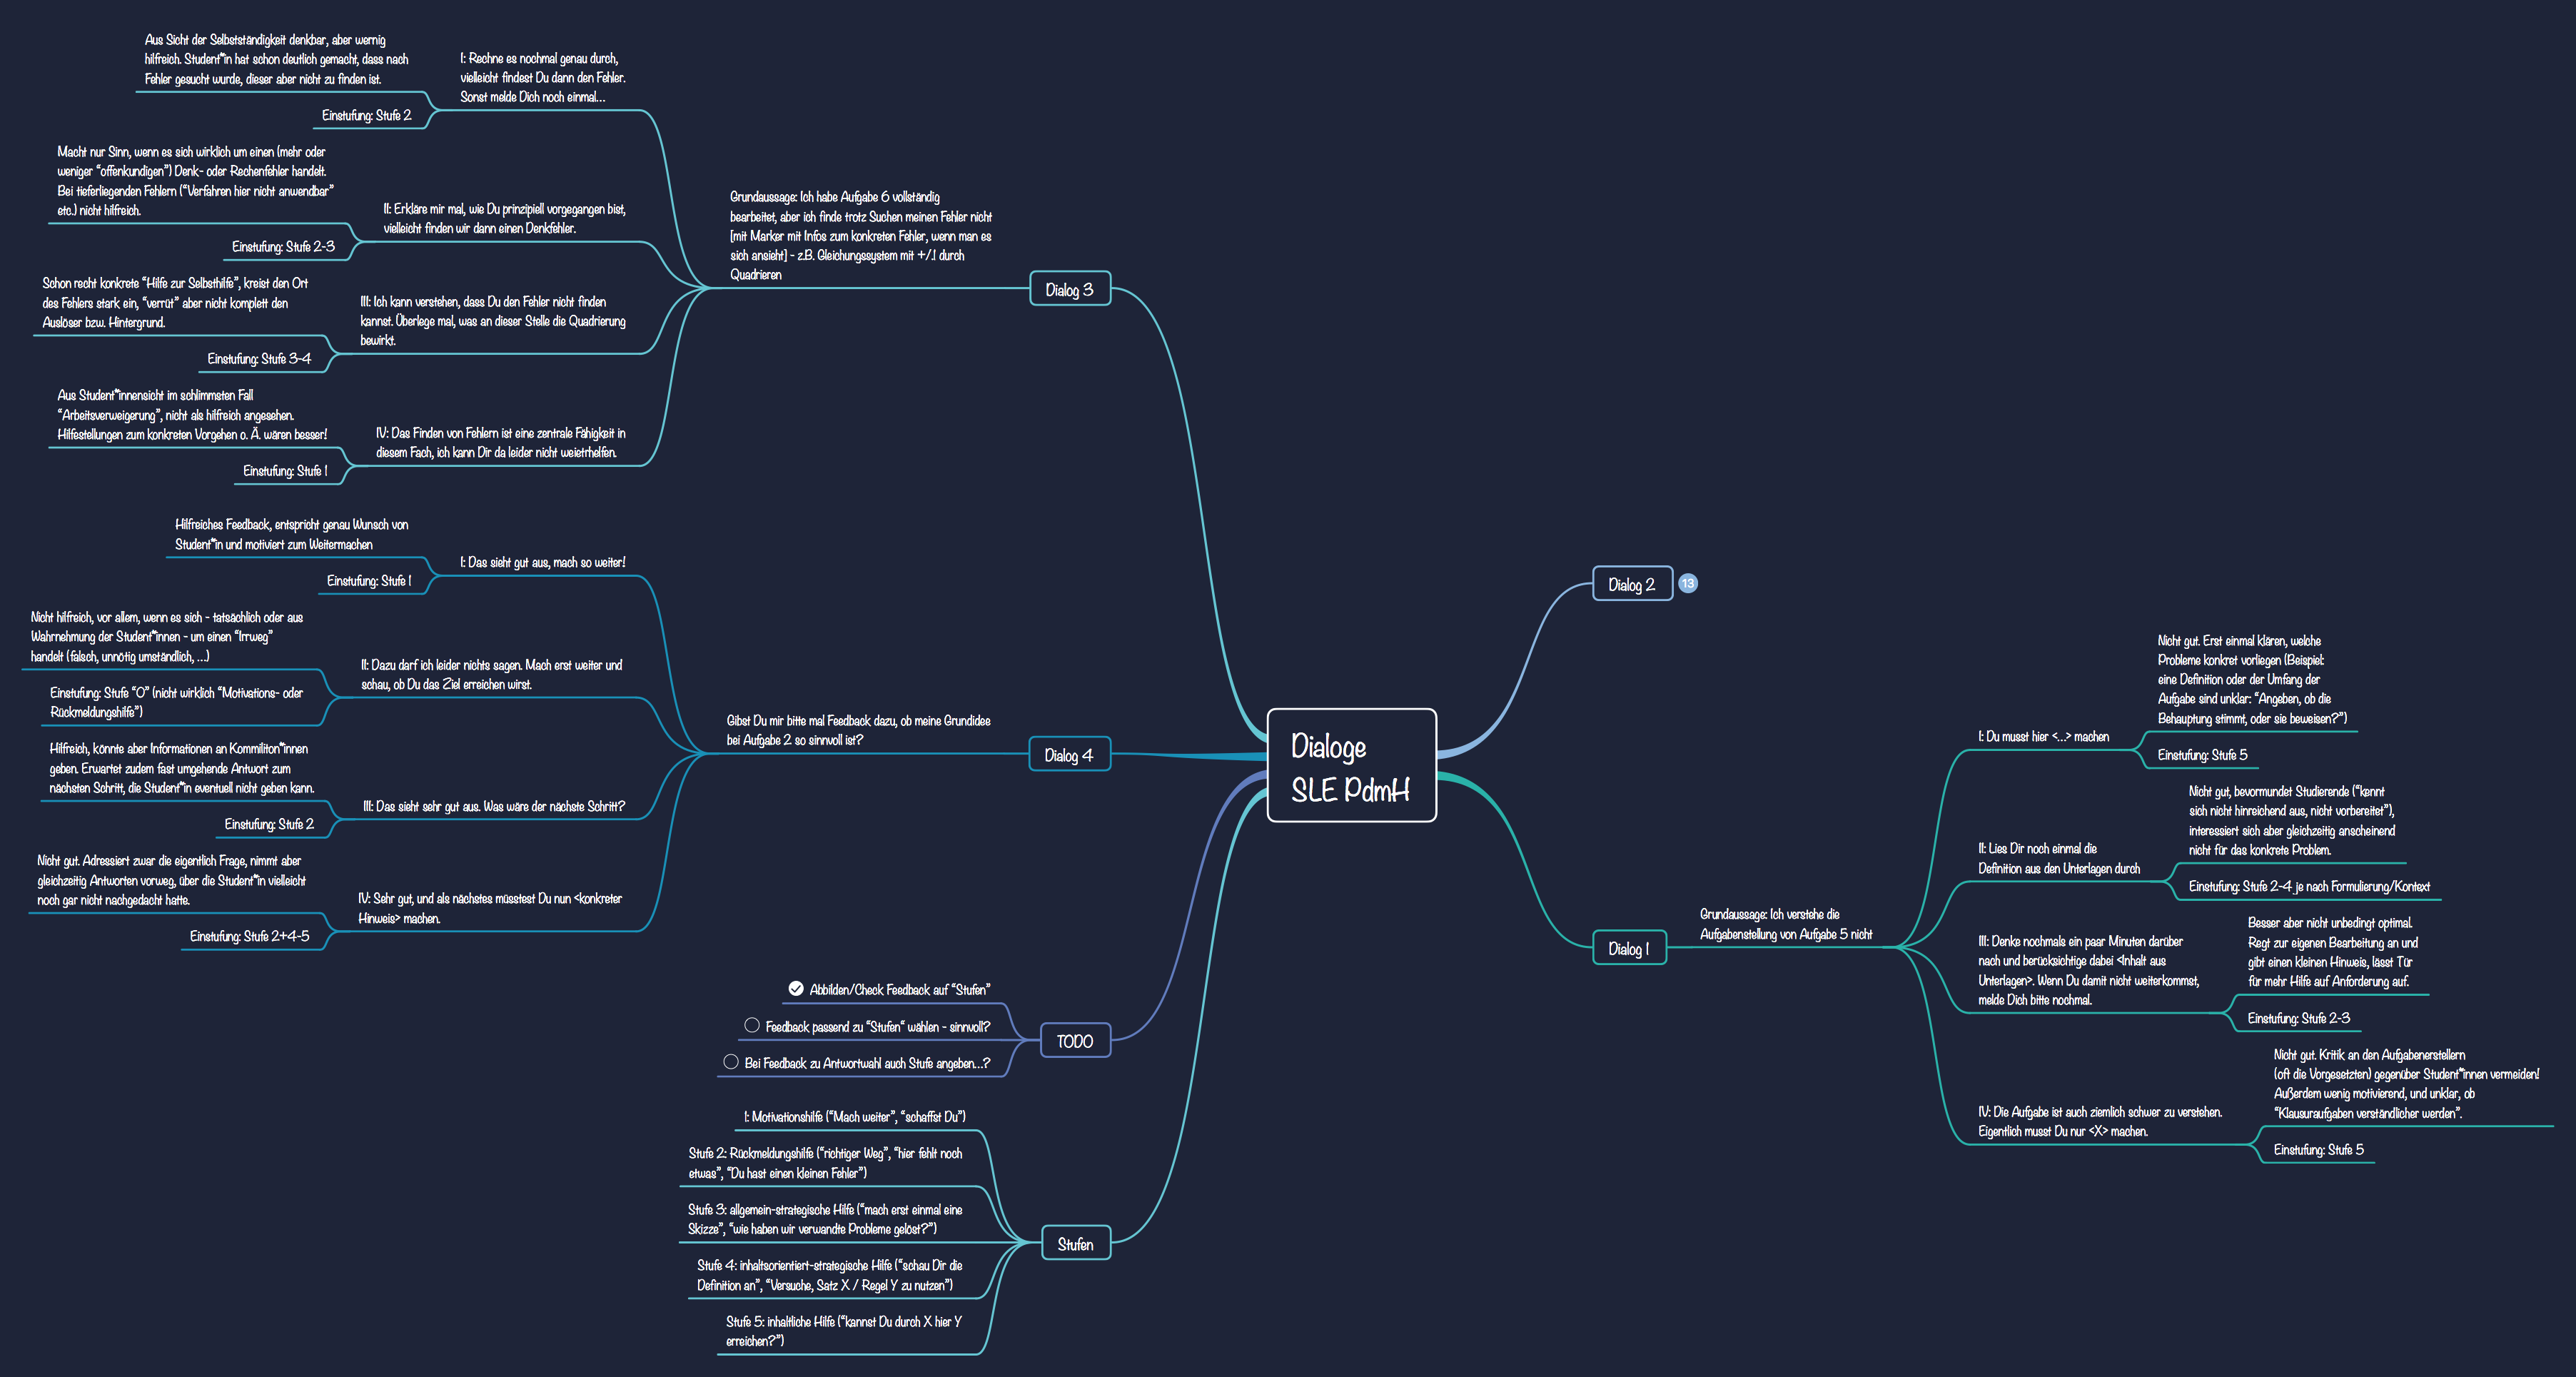 Dialoge
SLE PdmH
Dialog 3
Grundaussage: Ich habe Aufgabe 6 vollständig
bearbeitet, aber ich finde trotz Suchen meinen Fehler nicht
[mit Marker mit Infos zum konkreten Fehler, wenn man es
sich ansieht] - z.B. Gleichungssystem mit +/.[ durch
Quadrieren
I: Rechne es nochmal genau durch,
vielleicht findest Du dann den Fehler.
Sonst melde Dich noch einmal...
Aus Sicht der Selbstständigkeit denkbar, aber wernig
hilfreich. Student*in hat schon deutlich gemacht, dass nach
Fehler gesucht wurde, dieser aber nicht zu finden ist.
Einstufung: Stufe 2
II: Erkläre mir mal, wie Du prinzipiell vorgegangen bist,
vielleicht finden wir dann einen Denkfehler.
Macht nur Sinn, wenn es sich wirklich um einen (mehr oder
weniger "offenkundigen") Denk- oder Rechenfehler handelt.
Bei tieferliegenden Fehlern ("Verfahren hier nicht anwendbar"
etc.) nicht hilfreich.
Einstufung: Stufe 2-3
III: Ich kann verstehen, dass Du den Fehler nicht finden
kannst. Überlege mal, was an dieser Stelle die Quadrierung
bewirkt.
Schon recht konkrete "Hilfe zur Selbsthilfe", kreist den Ort
des Fehlers stark ein, "verrüt" aber nicht komplett den
Auslöser bzw. Hintergrund.
Einstufung: Stufe 3-4
IV: Das Finden von Fehlern ist eine zentrale Fähigkeit in
diesem Fach, ich kann Dir da leider nicht weietrhelfen.
Aus Student*innensicht im schlimmsten Fall
"Arbeitsverweigerung", nicht als hilfreich angesehen.
Hilfestellungen zum konkreten Vorgehen o. Ä. wären besser!
Einstufung: Stufe 1
Dialog 4
Gibst Du mir bitte mal Feedback dazu, ob meine Grundidee
bei Aufgabe 2 so sinnvoll ist?
I: Das sieht gut aus, mach so weiter!
Hilfreiches Feedback, entspricht genau Wunsch von
Student*in und motiviert zum Weitermachen
Einstufung: Stufe 1
II: Dazu darf ich leider nichts sagen. Mach erst weiter und
schau, ob Du das Ziel erreichen wirst.
Nicht hilfreich, vor allem, wenn es sich - tatsächlich oder aus
Wahrnehmung der Student*innen - um einen "Irrweg"
handelt (falsch, unnötig umständlich, ...)
Einstufung: Stufe "0" (nicht wirklich "Motivations- oder
Rückmeldungshilfe")
III: Das sieht sehr gut aus. Was wäre der nächste Schritt?
Hilfreich, könnte aber Informationen an Kommiliton*innen
geben. Erwartet zudem fast umgehende Antwort zum
nächsten Schritt, die Student*in eventuell nicht geben kann.
Einstufung: Stufe 2
IV: Sehr gut, und als nächstes müsstest Du nun <konkreter
Hinweis> machen.
Nicht gut. Adressiert zwar die eigentlich Frage, nimmt aber
gleichzeitig Antworten vorweg, über die Student*in vielleicht
noch gar nicht nachgedacht hatte.
Einstufung: Stufe 2+4-5
TODO
Abbilden/Check Feedback auf "Stufen"
Feedback passend zu "Stufen" wählen - sinnvoll?
Bei Feedback zu Antwortwahl auch Stufe angeben...?
Stufen
1: Motivationshilfe ("Mach weiter", "schaffst Du")
Stufe 2: Rückmeldungshilfe ("richtiger Weg", "hier fehlt noch
etwas", "Du hast einen kleinen Fehler")
Stufe 3: allgemein-strategische Hilfe ("mach erst einmal eine
Skizze", "wie haben wir verwandte Probleme gelöst?")
Stufe 4: inhaltsorientiert-strategische Hilfe ("schau Dir die
Definition an", "Versuche, Satz X / Regel Y zu nutzen")
Stufe 5: inhaltliche Hilfe ("kannst Du durch X hier Y
erreichen?")
Dialog 2
13
Dialog 1
Grundaussage: Ich verstehe die
Aufgabenstellung von Aufgabe 5 nicht
I: Du musst hier <...> machen
Nicht gut. Erst einmal klären, welche
Probleme konkret vorliegen (Beispiel:
eine Definition oder der Umfang der
Aufgabe sind unklar: "Angeben, ob die
Behauptung stimmt, oder sie beweisen?")
Einstufung: Stufe 5
II: Lies Dir noch einmal die
Definition aus den Unterlagen durch
Nicht gut, bevormundet Studierende ("kennt
sich nicht hinreichend aus, nicht vorbereitet"),
interessiert sich aber gleichzeitig anscheinend
nicht für das konkrete Problem.
Einstufung: Stufe 2-4 je nach Formulierung/Kontext
III: Denke nochmals ein paar Minuten darüber
nach und berücksichtige dabei <Inhalt aus
Unterlagen>. Wenn Du damit nicht weiterkommst,
melde Dich bitte nochmal.
Besser aber nicht unbedingt optimal.
Regt zur eigenen Bearbeitung an und
gibt einen kleinen Hinweis, lässt Tür
für mehr Hilfe auf Anforderung auf.
Einstufung: Stufe 2-3
IV: Die Aufgabe ist auch ziemlich schwer zu verstehen.
Eigentlich musst Du nur <X> machen.
Nicht gut. Kritik an den Aufgabenerstellern
(oft die Vorgesetzten) gegenüber Student*innen vermeiden!
Außerdem wenig motivierend, und unklar, ob
"Klausuraufgaben verständlicher werden".
Einstufung: Stufe 5